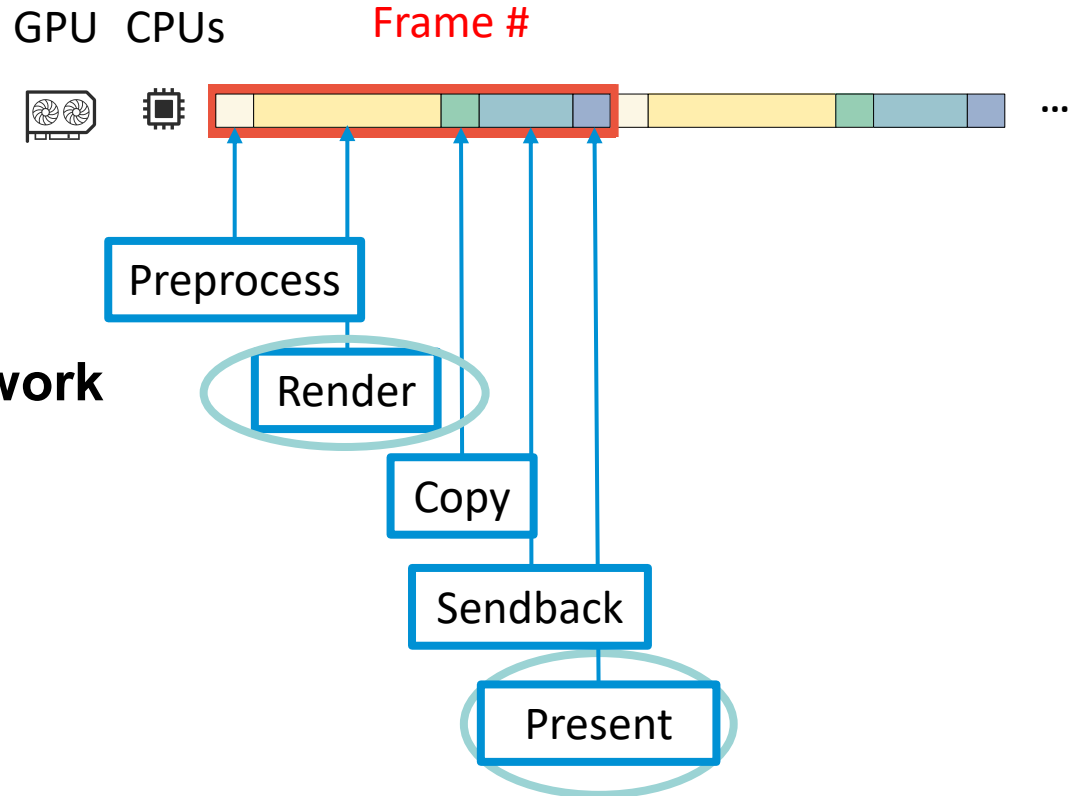 GPU CPUs Frame #
...
Preprocess
work
Render
Copy
Sendback
Present